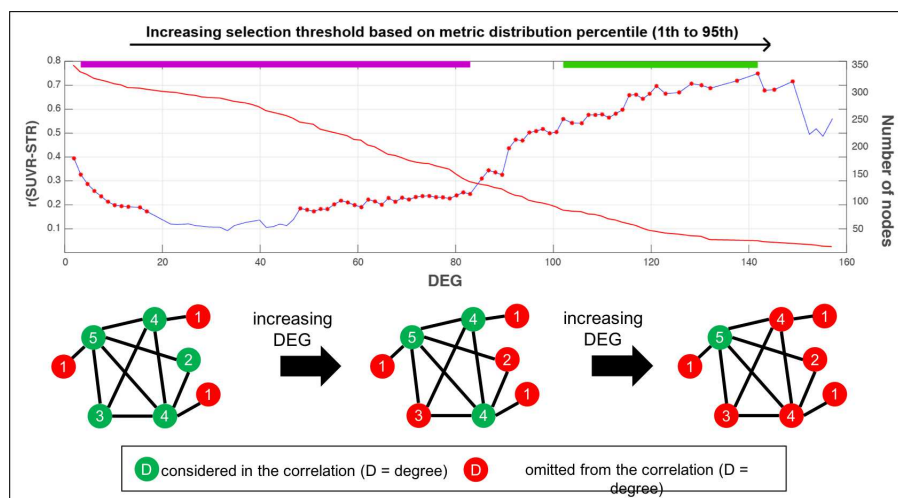 Increasing selection threshold based on metric distribution percentile (1th to 95th)
0.8
0.7
0.6
0.5
0.4
0.3
0.2
0.1
r(SUVR-STR)
350
300
250
200
150
100
50
Number of nodes
0 20 40 60 80 100 120 140 160
DEG
increasing
DEG
increasing
DEG
4 1
5
2
1
1
3 4
4 1
5
2
1
1
3 4
4 1
5
2
1
1
3 4
D considered in the correlation (D = degree)
D omitted from the correlation (D =
degree)